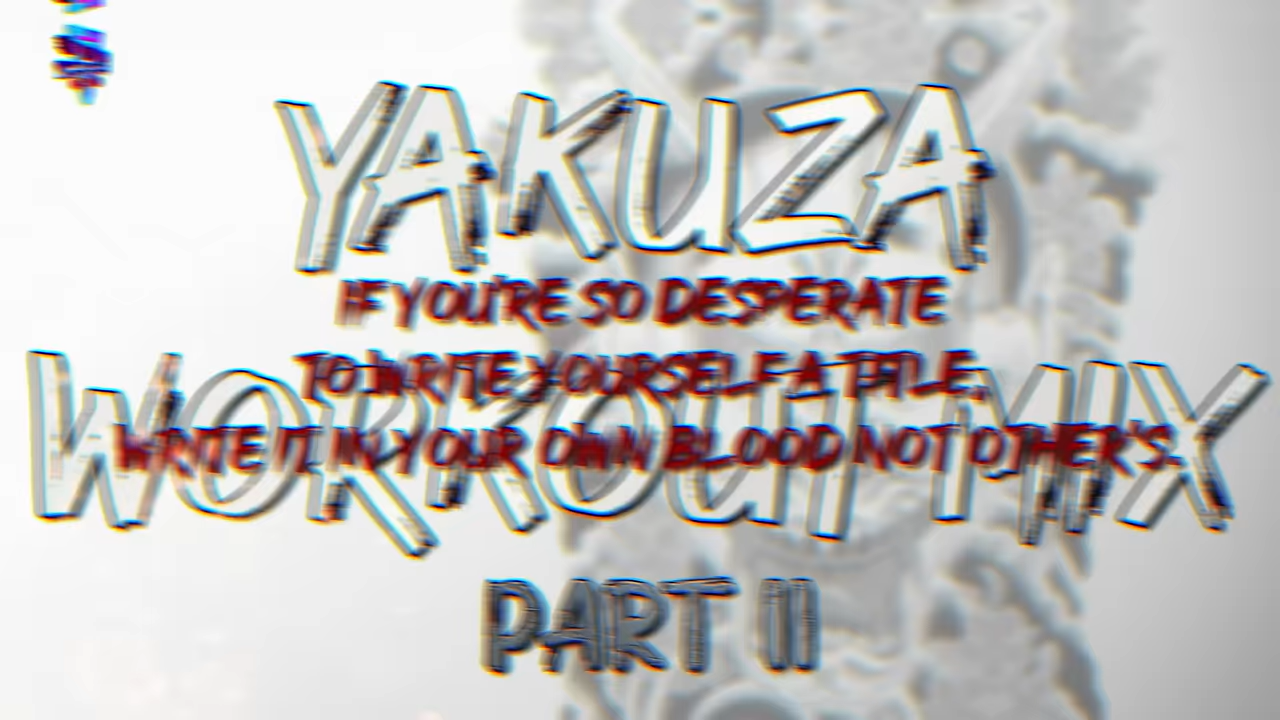 YAKUZA
IF YOU'RE SO DESPERATE
TO WRITE YOURSELF A TITLE,
WORKOUT MIX
WRITE IT IN YOUR OWN BLOOD NOT OTHER'S.
PART II